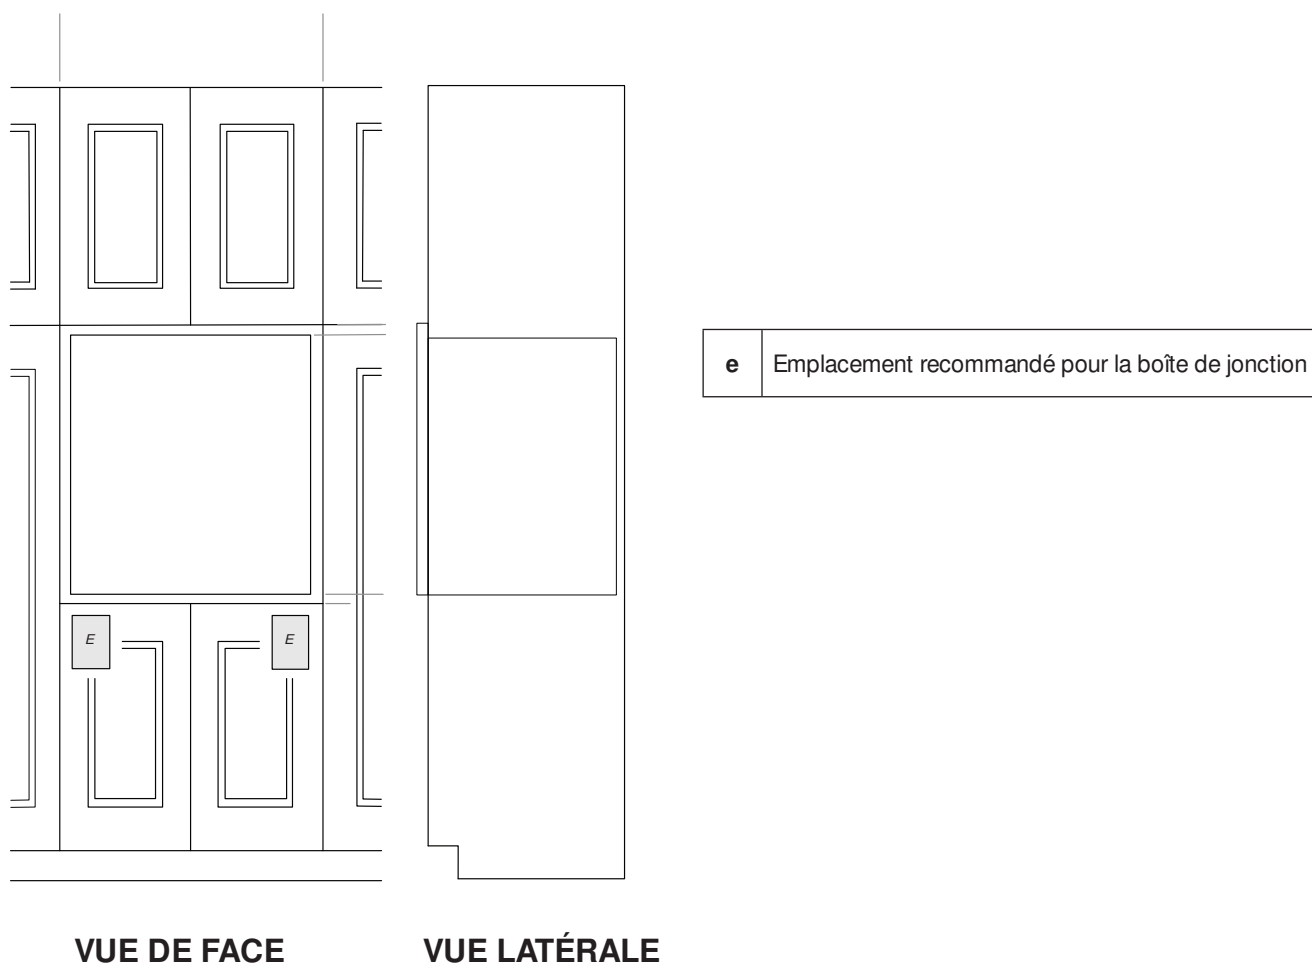 e Emplacement recommandé pour la boîte de jonction
E E
VUE DE FACE VUE LATÉRALE